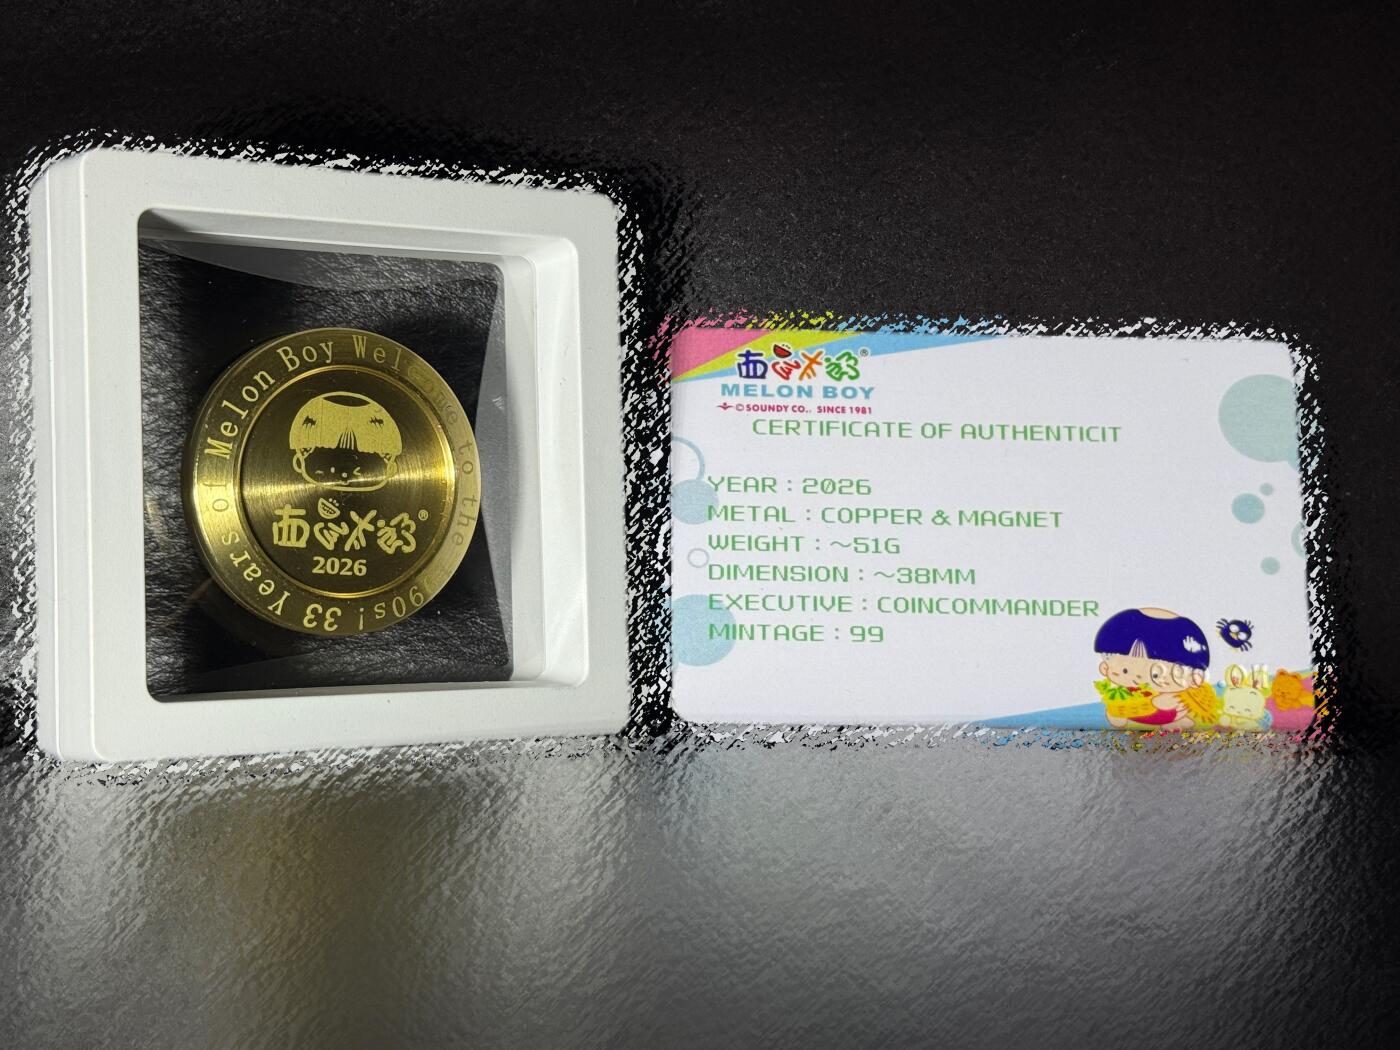 33 Years of Melon Boy Welcome to the 90s!
西瓜太郎®
2026
西瓜太郎®
MELON BOY
©SOUNDY CO.. SINCE 1981
CERTIFICATE OF AUTHENTICIT
YEAR : 2026
METAL : COPPER & MAGNET
WEIGHT : ~51G
DIMENSION : ~38MM
EXECUTIVE : COINCOMMANDER
MINTAGE : 99